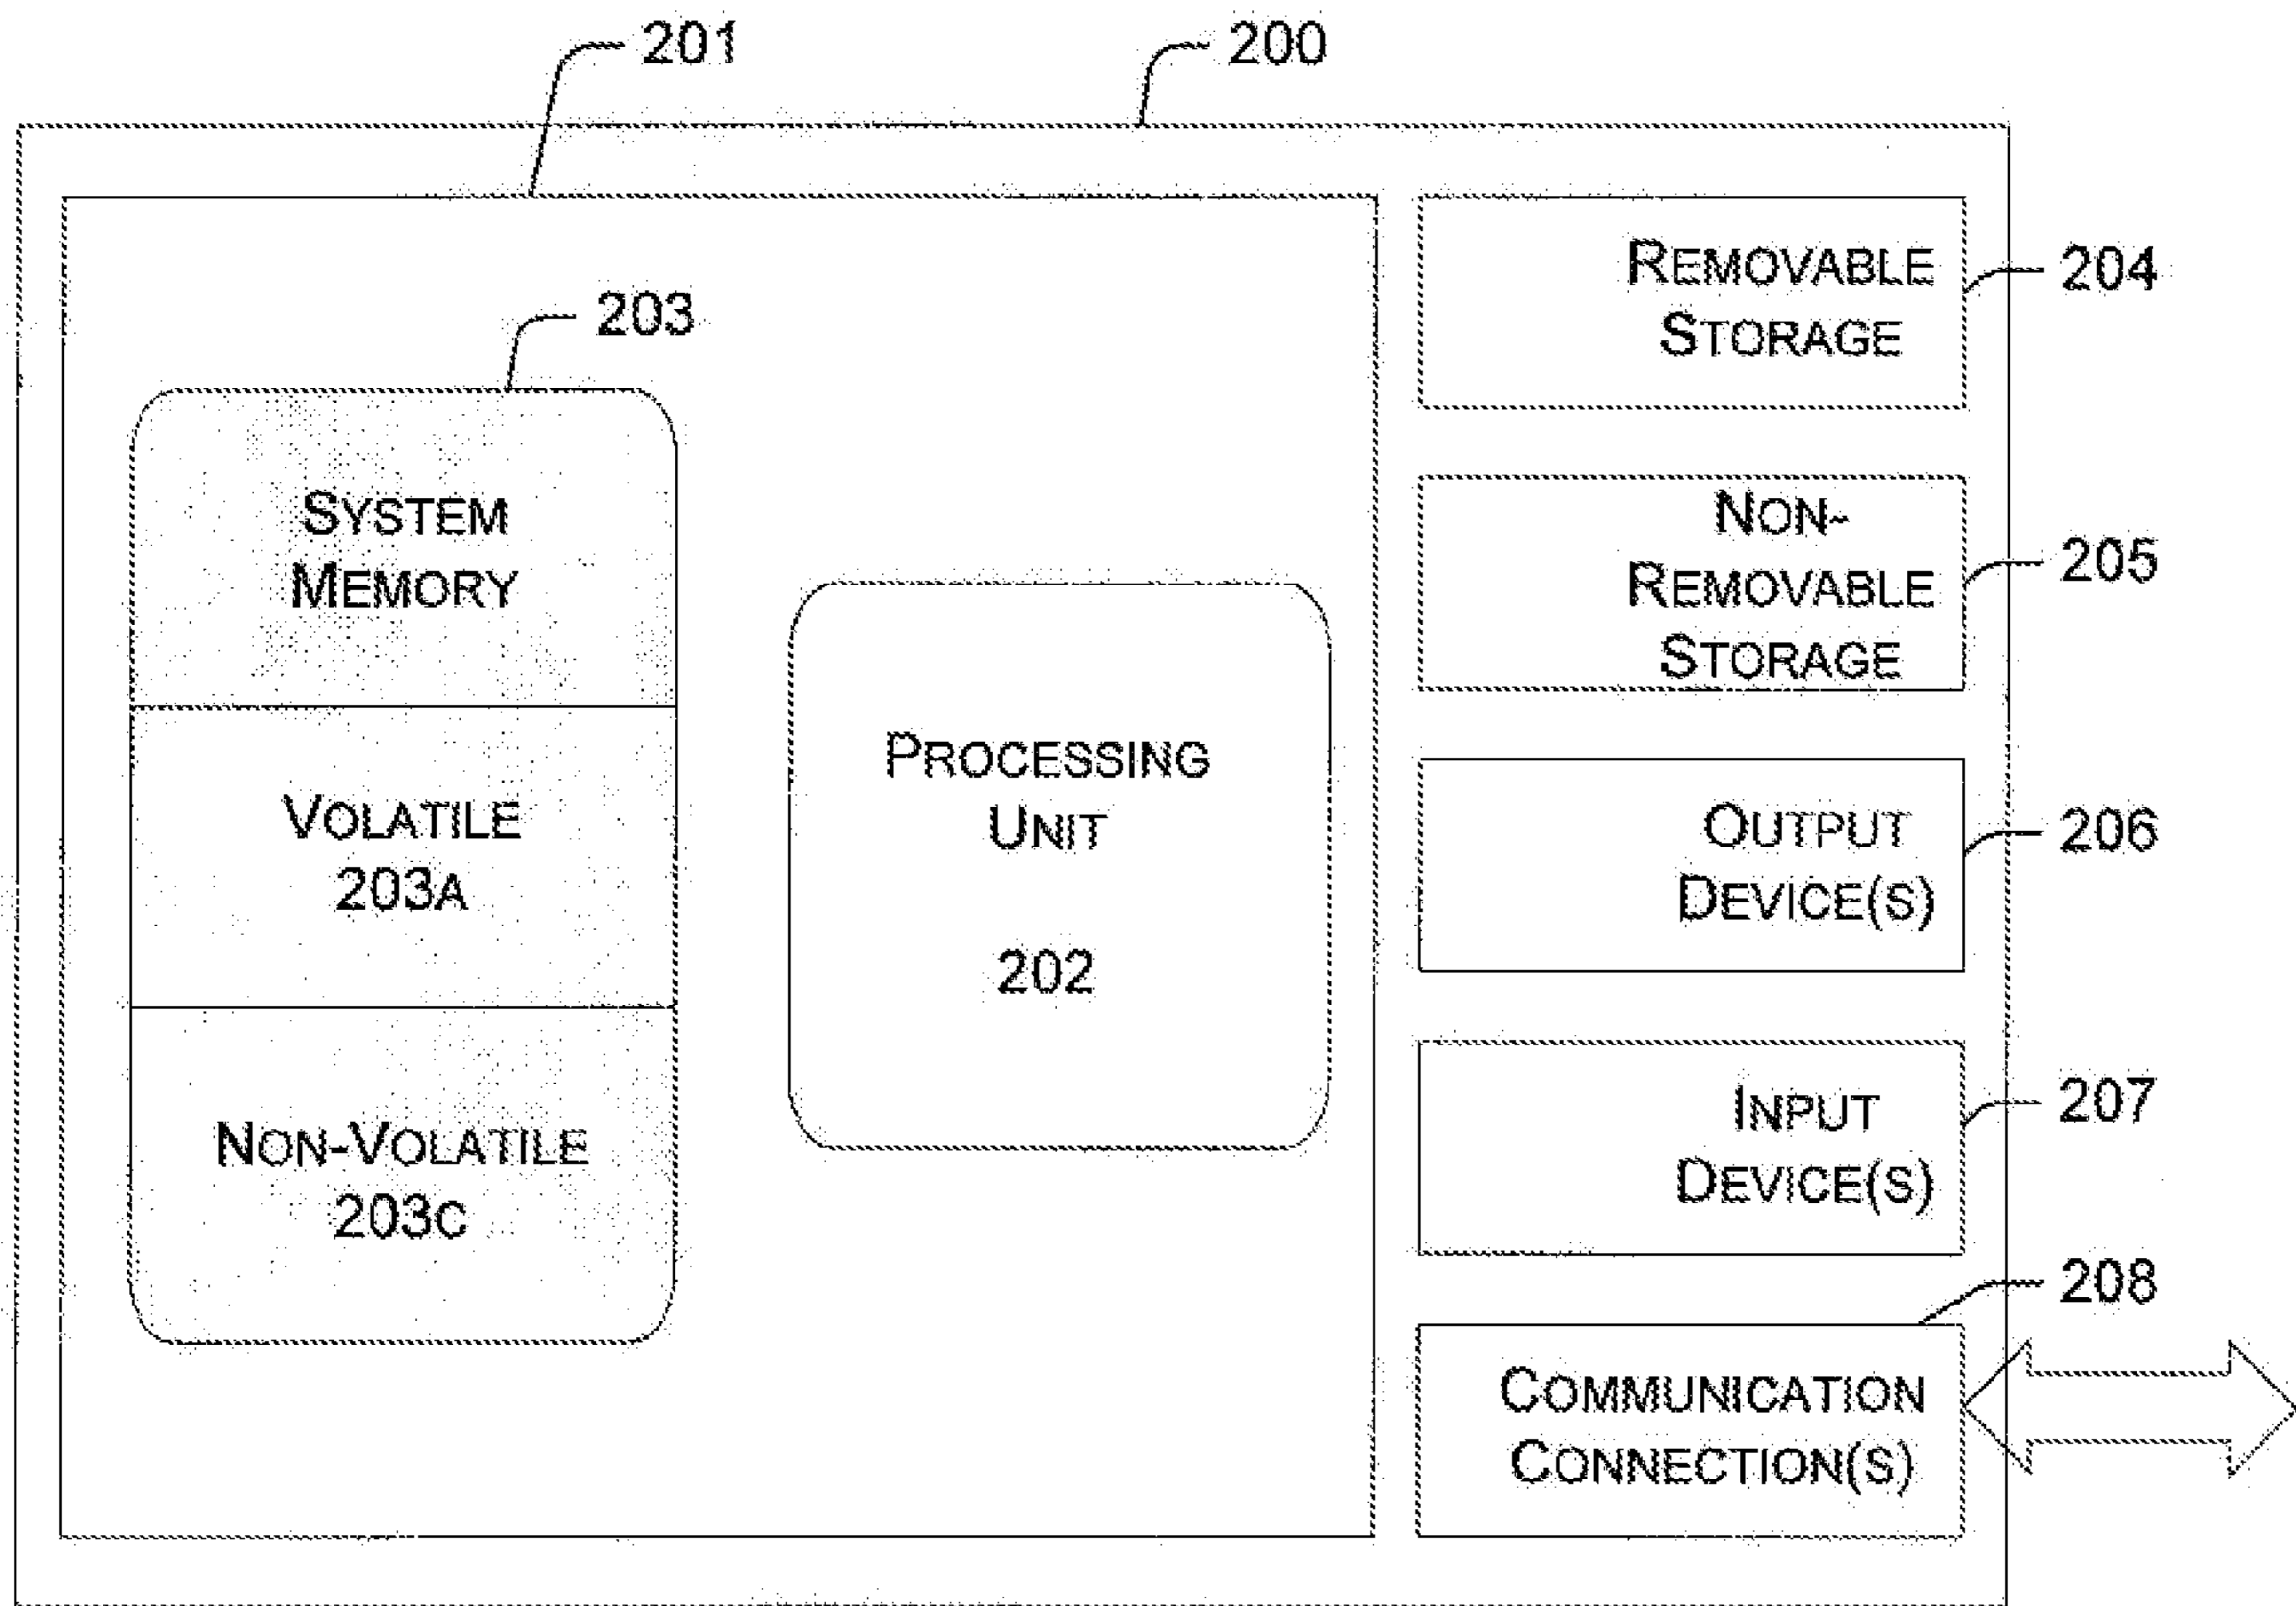 201
200
203
SYSTEM
MEMORY
VOLATILE
203A
NON-VOLATILE
203C
PROCESSING
UNIT
202
REMOVABLE
STORAGE
204
NON-
REMOVABLE
STORAGE
205
OUTPUT
DEVICE(S)
206
INPUT
DEVICE(S)
207
208
COMMUNICATION
CONNECTION(S)